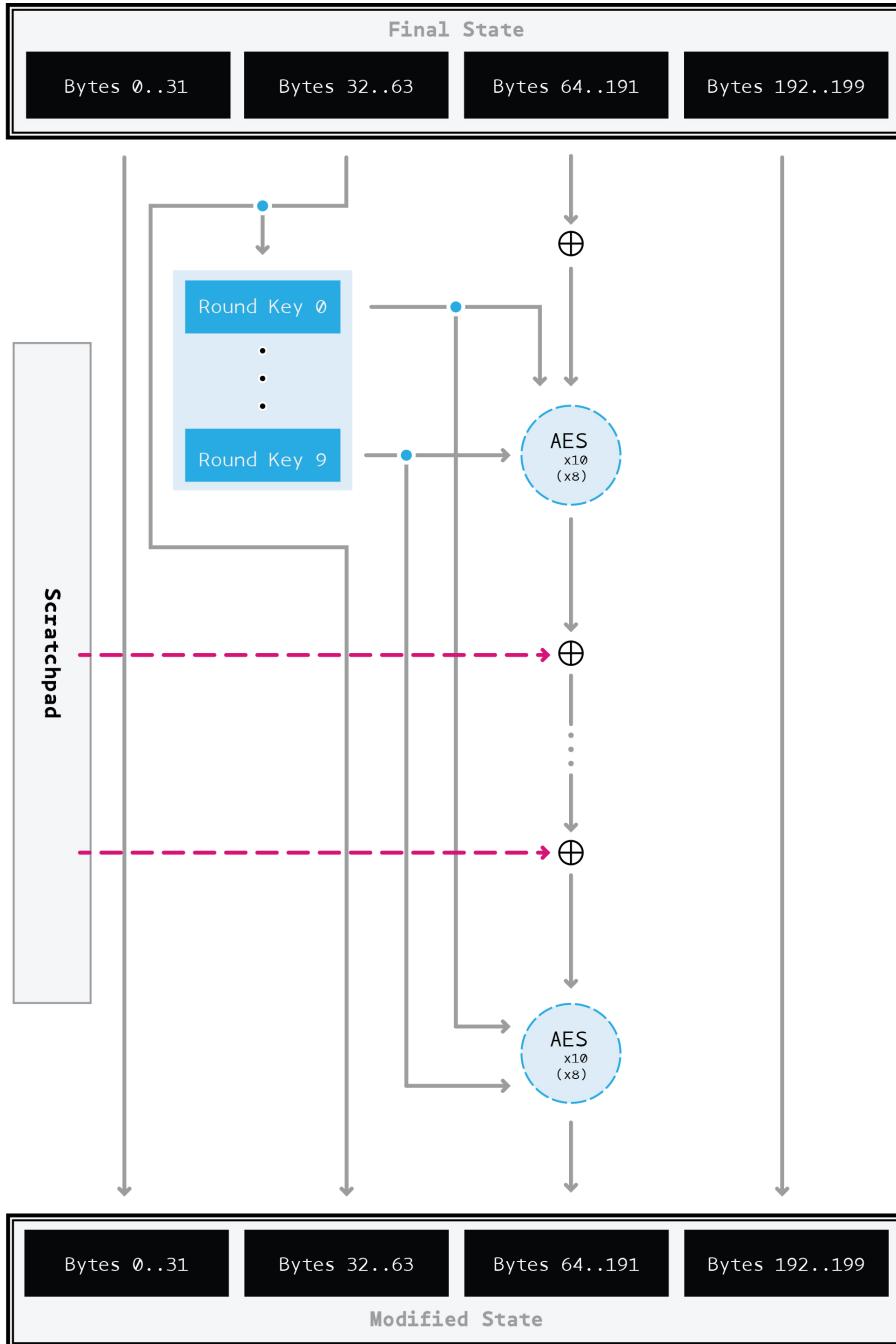 Final State
Bytes 0..31
Bytes 32..63
Bytes 64..191
Bytes 192..199
Round Key 0
Round Key 9
AES
x10
(x8)
Scratchpad
AES
x10
(x8)
Bytes 0..31
Bytes 32..63
Bytes 64..191
Bytes 192..199
Modified State